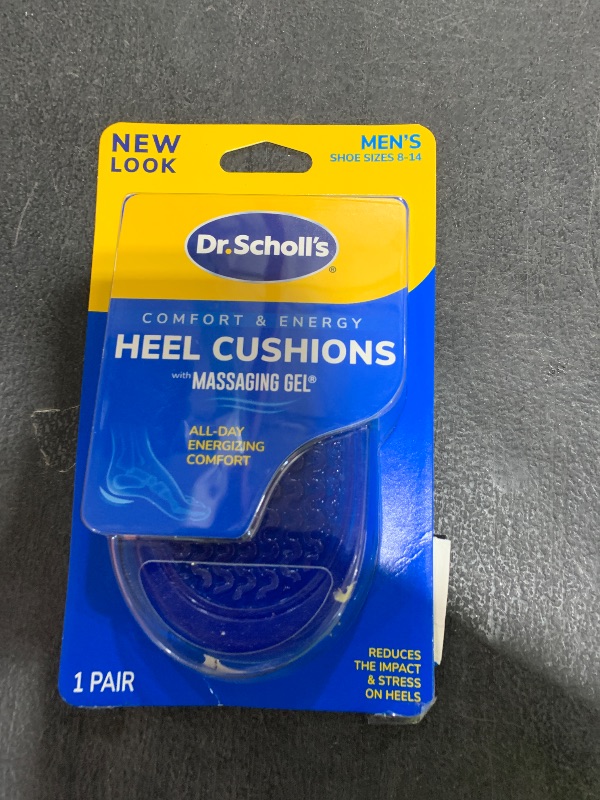 NEW
LOOK
MEN'S
SHOE SIZES 8-14
Dr.Scholl's®
COMFORT & ENERGY
HEEL CUSHIONS
with MASSAGING GEL®
ALL-DAY
ENERGIZING
COMFORT
1 PAIR
REDUCES
THE IMPACT
& STRESS
ON HEELS